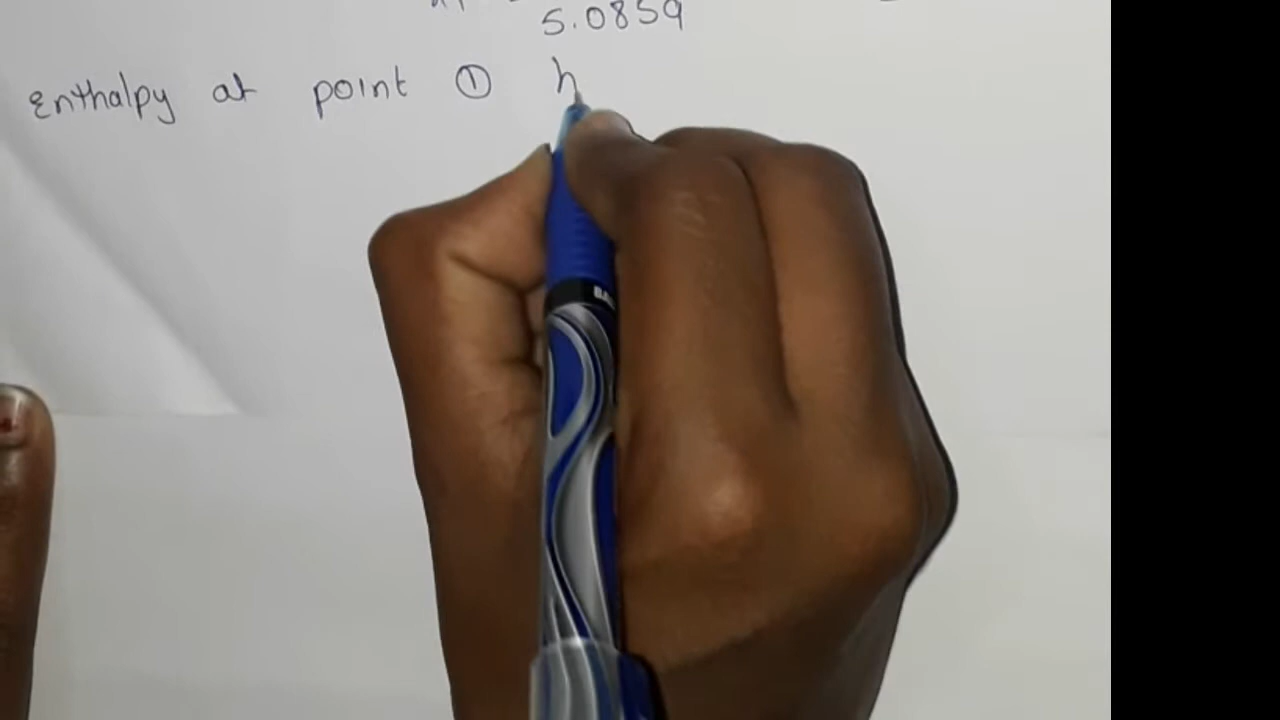 5.0859
Enthalpy at point ① h